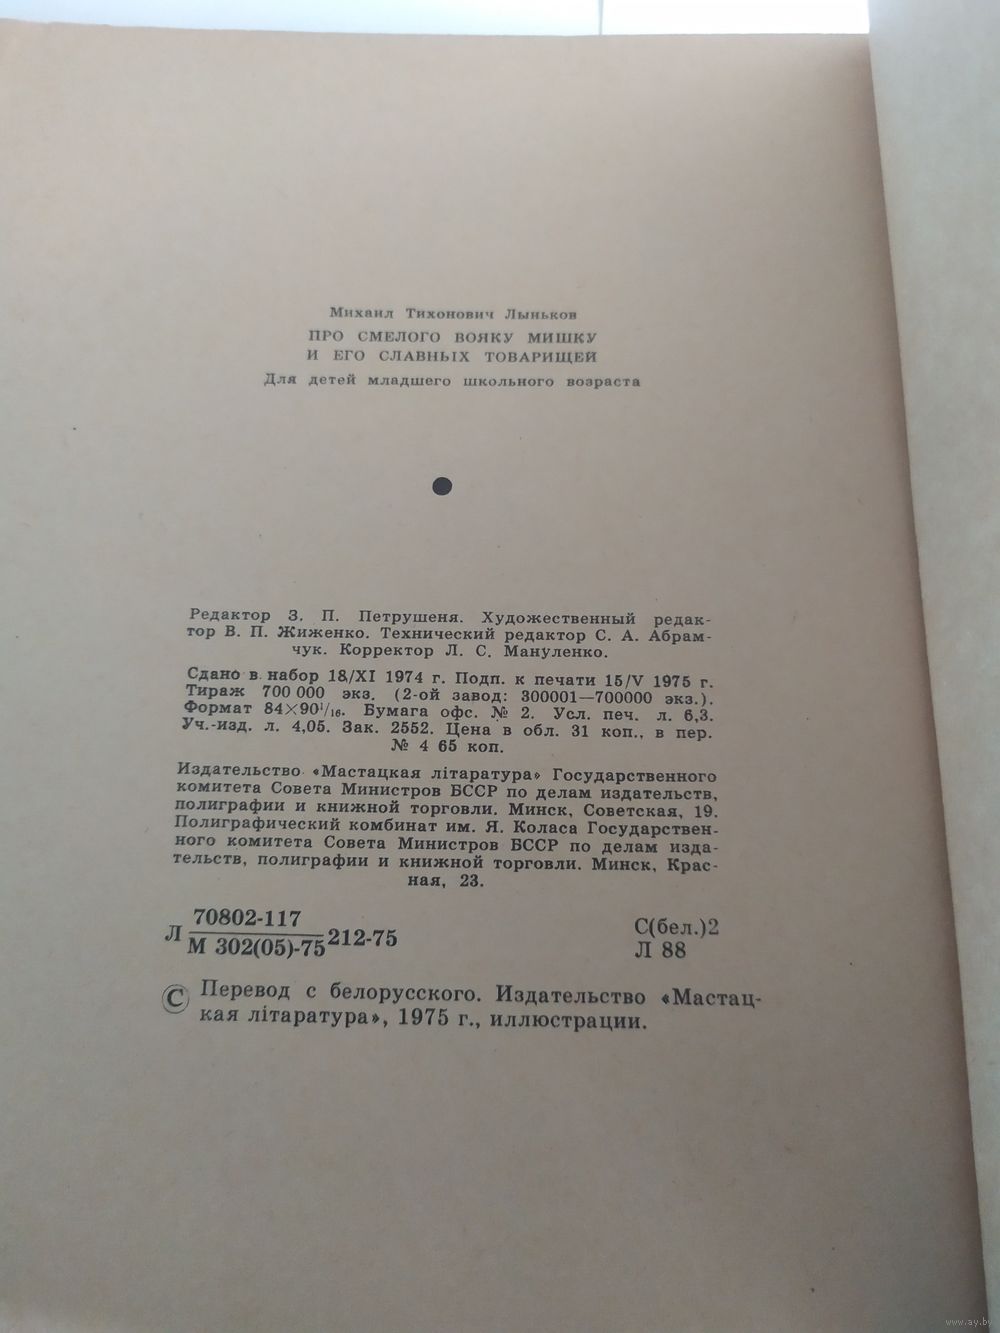 Михаил Тихонович Лыньков
ПРО СМЕЛОГО ВОЯКУ МИШКУ
И ЕГО СЛАВНЫХ ТОВАРИЩЕЙ
Для детей младшего школьного возраста
Редактор З. П. Петрушеня. Художественный редак-
тор В. П. Жиженко. Технический редактор С. А. Абрам-
чук. Корректор Л. С. Мануленко.
Сдано в набор 18/XI 1974 г. Подп. к печати 15/V 1975 г.
Тираж 700 000 экз. (2-ой завод: 300001—700000 экз.).
Формат 84×90¹/₁₆. Бумага офс. № 2. Усл. печ. л. 6,3.
Уч.-изд. л. 4,05. Зак. 2552. Цена в обл. 31 коп., в пер.
№ 4 65 коп.
Издательство «Мастацкая літаратура» Государственного
комитета Совета Министров БССР по делам издательств,
полиграфии и книжной торговли. Минск, Советская, 19.
Полиграфический комбинат им. Я. Коласа Государствен-
ного комитета Совета Министров БССР по делам изда-
тельств, полиграфии и книжной торговли. Минск, Крас-
ная, 23.
Л 70802-117
М 302(05)-75 212-75
С(бел.)2
Л 88
© Перевод с белорусского. Издательство «Мастац-
кая літаратура», 1975 г., иллюстрации.
www.ay.by